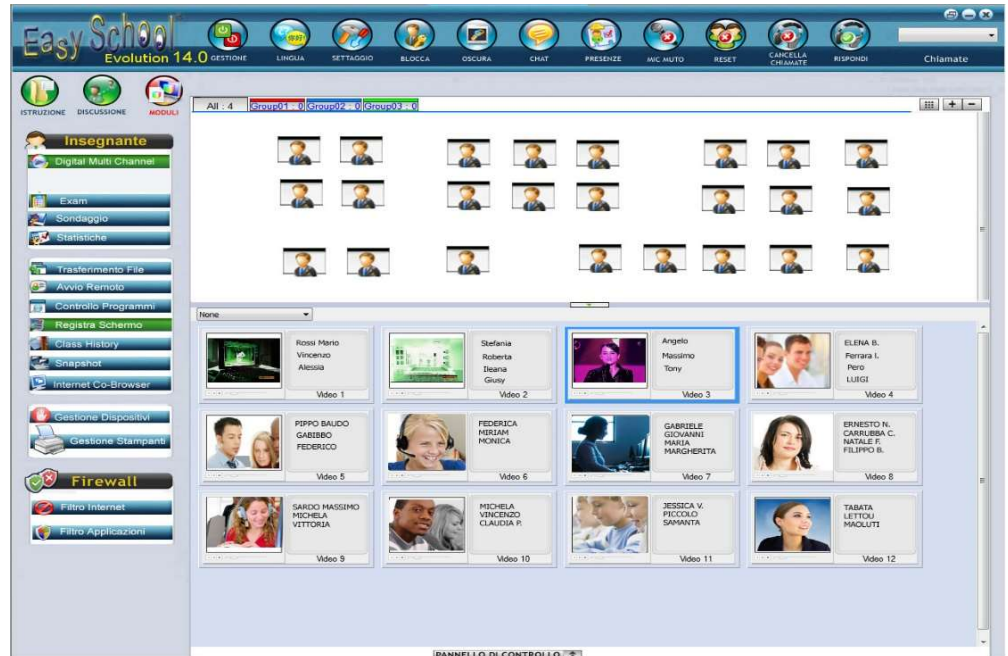 Easy School
Evolution 14.0
GESTIONE
LINGUA
SETTAGGIO
BLOCCA
OSCURA
CHAT
PRESENZE
MIC MUTO
RESET
CANCELLA
CHIAMATE
RISPONDI
Chiamate
ISTRUZIONE
DISCUSSIONE
MODULI
All : 4
Group01 : 0
Group02 : 0
Group03 : 0
Insegnante
Digital Multi Channel
Exam
Sondaggio
Statistiche
Trasferimento File
Avvio Remoto
Controllo Programmi
Registra Schermo
Class History
Snapshot
Internet Co-Browser
Gestione Dispositivi
Gestione Stampanti
Firewall
Filtro Internet
Filtro Applicazioni
None
Rossi Mario
Vincenzo
Alessia
Video 1
Stefania
Roberta
Ileana
Giusy
Video 2
Angelo
Massimo
Tony
Video 3
ELENA B.
Ferrara I.
Pero
LUIGI
Video 4
PIPPO BAUDO
GABIBBO
FEDERICO
Video 5
FEDERICA
MIRIAM
MONICA
Video 6
GABRIELE
GIOVANNI
MARIA
MARGHERITA
Video 7
ERNESTO N.
CARRUBBA C.
NATALE F.
FILIPPO B.
Video 8
SARDO MASSIMO
MICHELA
VITTORIA
Video 9
MICHELA
VINCENZO
CLAUDIA P.
Video 10
JESSICA V.
PICCOLO
SAMANTA
Video 11
TABATA
LETTOU
MAOLUTI
Video 12
PANNELLO DI CONTROLLO